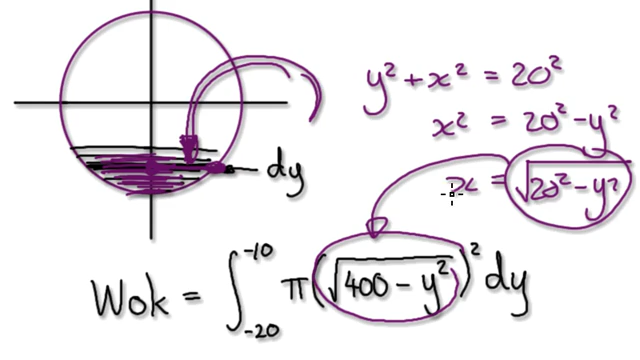 y² + x² = 20²
x² = 20² - y²
x = √(20² - y²)
dy
Wok = ∫₋₂₀⁻¹⁰ π(√(400 - y²))² dy